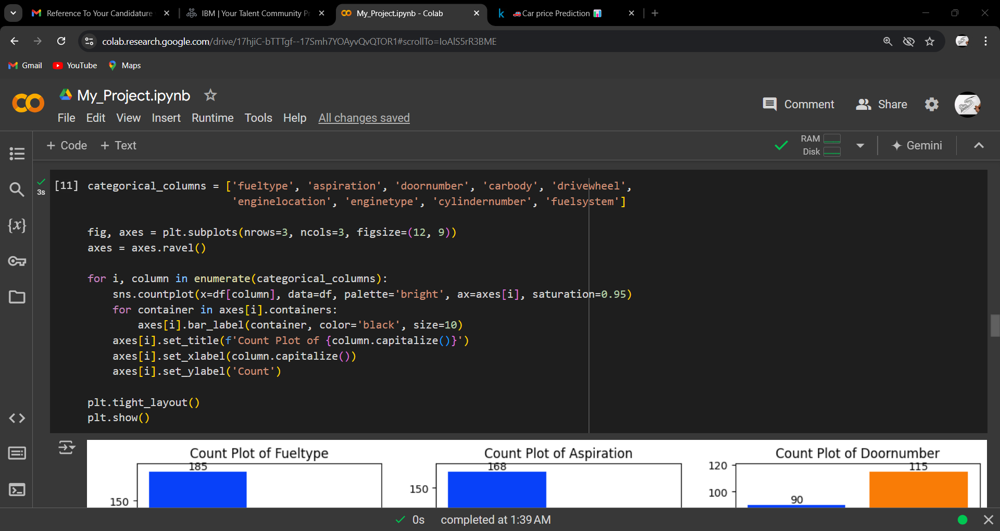 Reference To Your Candidature
IBM | Your Talent Community Pr
My_Project.ipynb - Colab
Car price Prediction
colab.research.google.com/drive/17hjiC-bTTTgf--17Smh7YOAyvQvQTOR1#scrollTo=IoAlS5rR3BME
Gmail YouTube Maps
My_Project.ipynb
Comment Share
File Edit View Insert Runtime Tools Help All changes saved
+ Code + Text
RAM
Disk
Gemini
3s
[11] categorical_columns = ['fueltype', 'aspiration', 'doornumber', 'carbody', 'drivewheel',
'enginelocation', 'enginetype', 'cylindernumber', 'fuelsystem']
fig, axes = plt.subplots(nrows=3, ncols=3, figsize=(12, 9))
axes = axes.ravel()
for i, column in enumerate(categorical_columns):
sns.countplot(x=df[column], data=df, palette='bright', ax=axes[i], saturation=0.95)
for container in axes[i].containers:
axes[i].bar_label(container, color='black', size=10)
axes[i].set_title(f'Count Plot of {column.capitalize()}')
axes[i].set_xlabel(column.capitalize())
axes[i].set_ylabel('Count')
plt.tight_layout()
plt.show()
Count Plot of Fueltype
185
150
Count Plot of Aspiration
168
150
Count Plot of Doornumber
120
115
100
90
0s completed at 1:39 AM